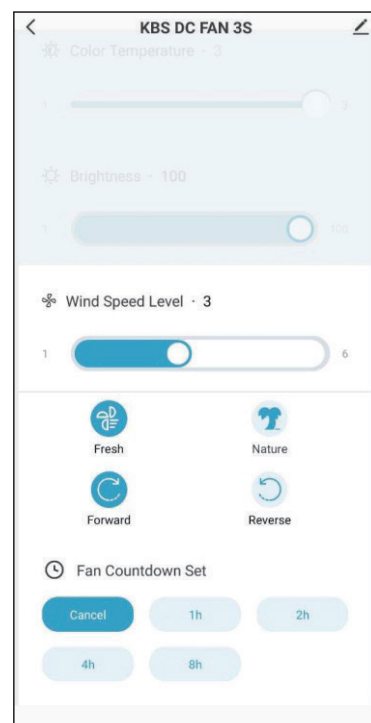 KBS DC FAN 3S
Color Temperature · 3
1 3
Brightness · 100
1 100
Wind Speed Level · 3
1 6
Fresh Nature
Forward Reverse
Fan Countdown Set
Cancel 1h 2h
4h 8h